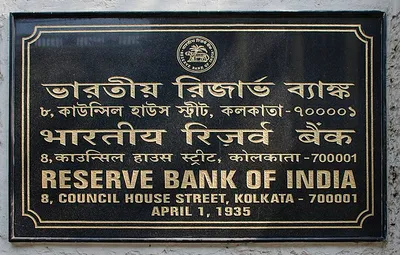 ভারতীয় রিজার্ভ ব্যাঙ্ক
৮, কাউন্সিল হাউস স্ট্রীট, কলকাতা-৭০০০০১
भारतीय रिज़र्व बैंक
8, काउन्सिल हाउस स्ट्रीट, कोलकाता -700001
RESERVE BANK OF INDIA
8, COUNCIL HOUSE STREET, KOLKATA - 700001
APRIL 1, 1935